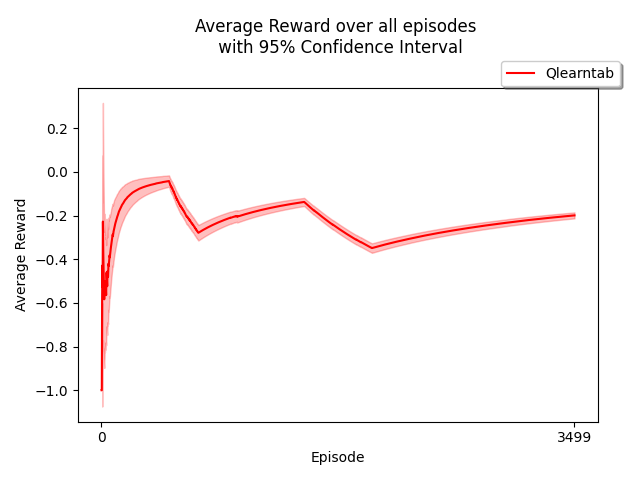 Average Reward over all episodes
with 95% Confidence Interval
Qlearntab
0.2
0.0
−0.2
−0.4
−0.6
−0.8
−1.0
Average Reward
0
3499
Episode